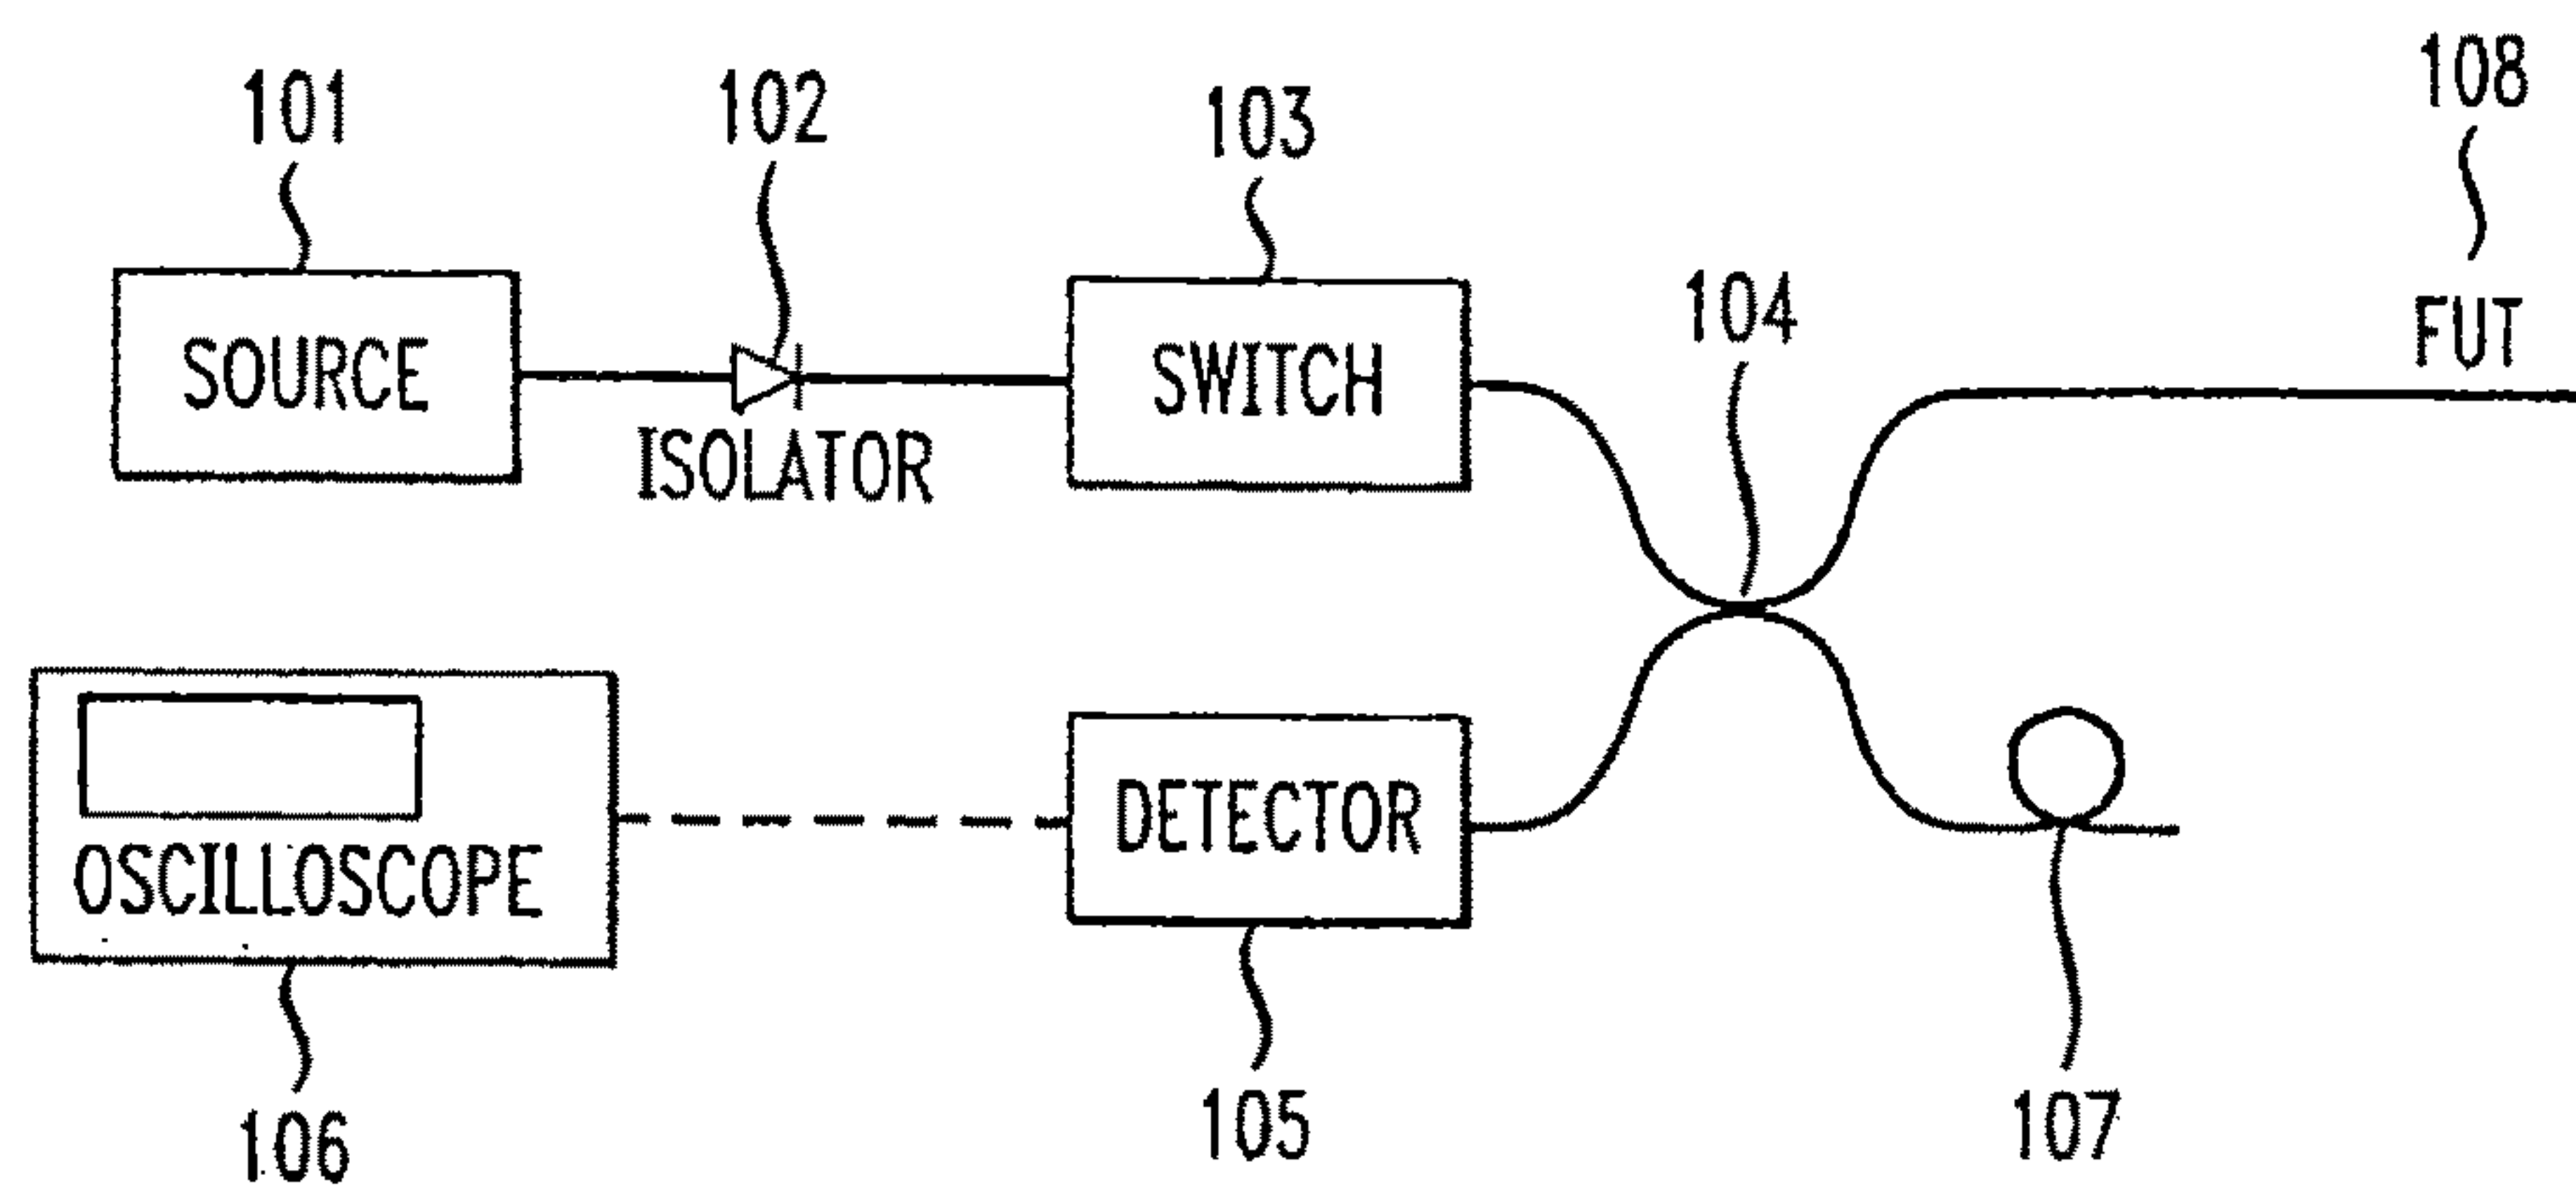 101
102
103
108
104
SOURCE
ISOLATOR
SWITCH
FUT
OSCILLOSCOPE
DETECTOR
106
105
107